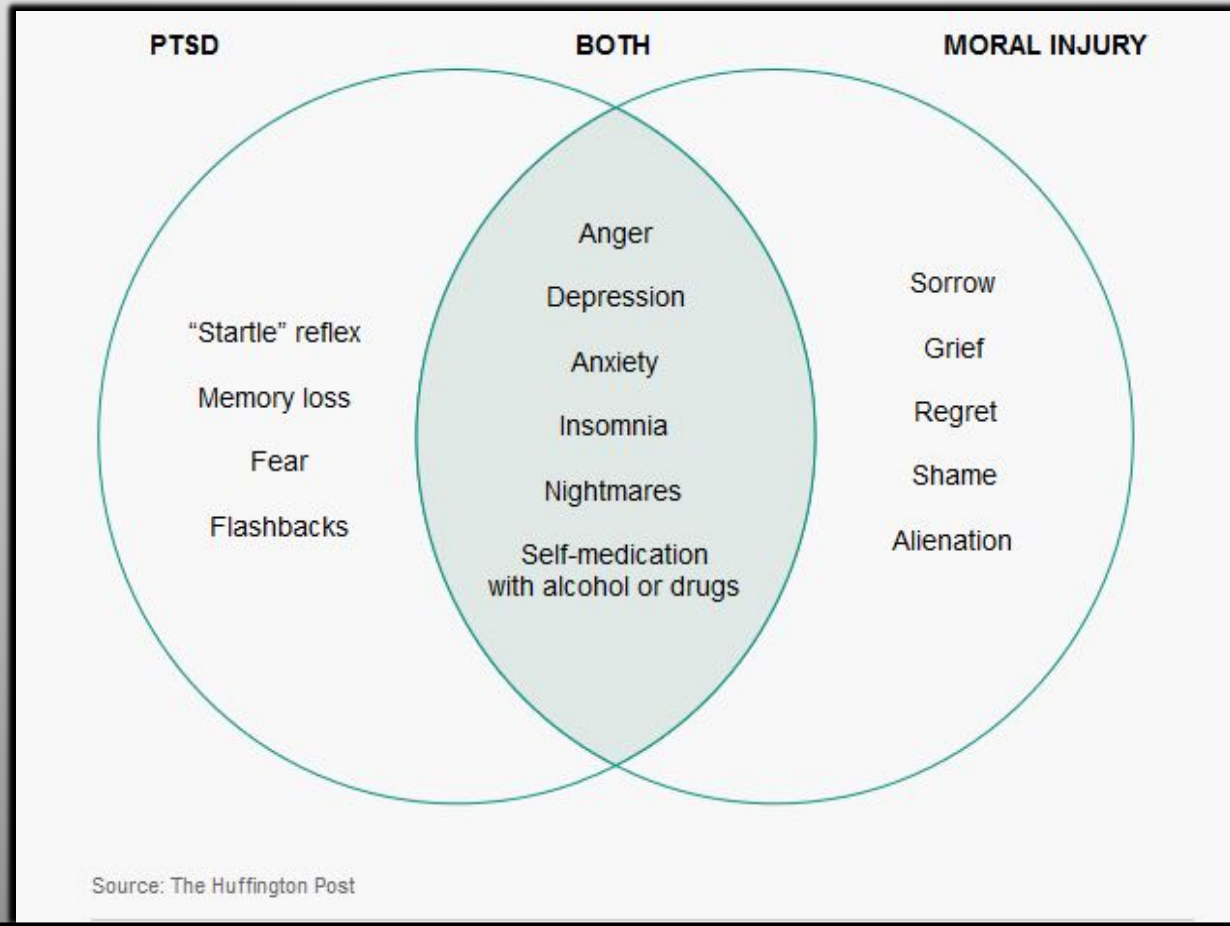 PTSD
BOTH
MORAL INJURY
“Startle” reflex
Memory loss
Fear
Flashbacks
Anger
Depression
Anxiety
Insomnia
Nightmares
Self-medication
with alcohol or drugs
Sorrow
Grief
Regret
Shame
Alienation
Source: The Huffington Post